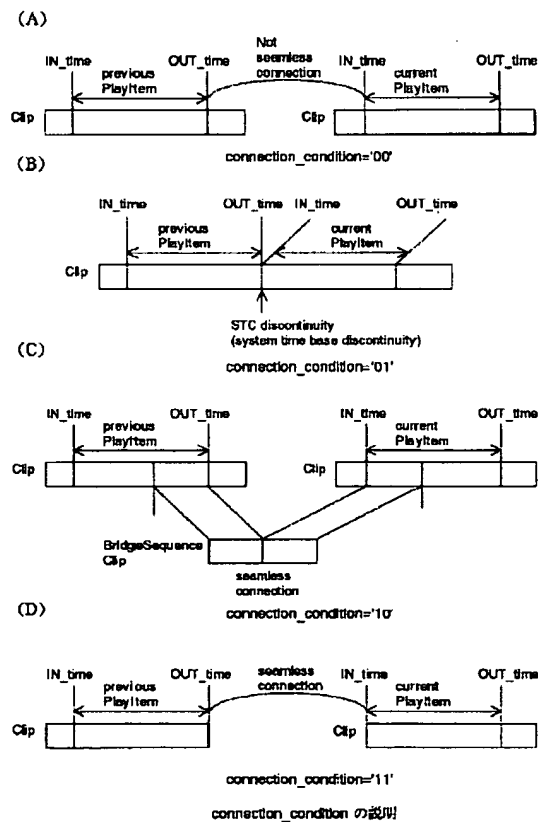 (A)
Not
seamless
connection
IN_time
OUT_time
IN_time
OUT_time
previous
PlayItem
current
PlayItem
Clip
Clip
connection_condition='00'
(B)
IN_time
OUT_time
IN_time
OUT_time
previous
PlayItem
current
PlayItem
Clip
STC discontinuity
(system time base discontinuity)
connection_condition='01'
(C)
IN_time
OUT_time
IN_time
OUT_time
previous
PlayItem
current
PlayItem
Clip
Clip
BridgeSequence
Clip
seamless
connection
connection_condition='10'
(D)
seamless
connection
IN_time
OUT_time
IN_time
OUT_time
previous
PlayItem
current
PlayItem
Clip
Clip
connection_condition='11'
connection_condition の説明